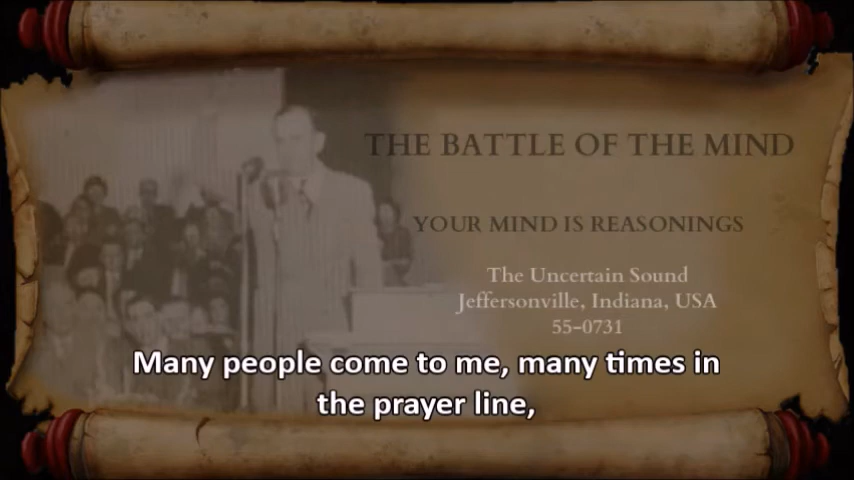 THE BATTLE OF THE MIND
YOUR MIND IS REASONINGS
The Uncertain Sound
Jeffersonville, Indiana, USA
55-0731
Many people come to me, many times in
the prayer line,